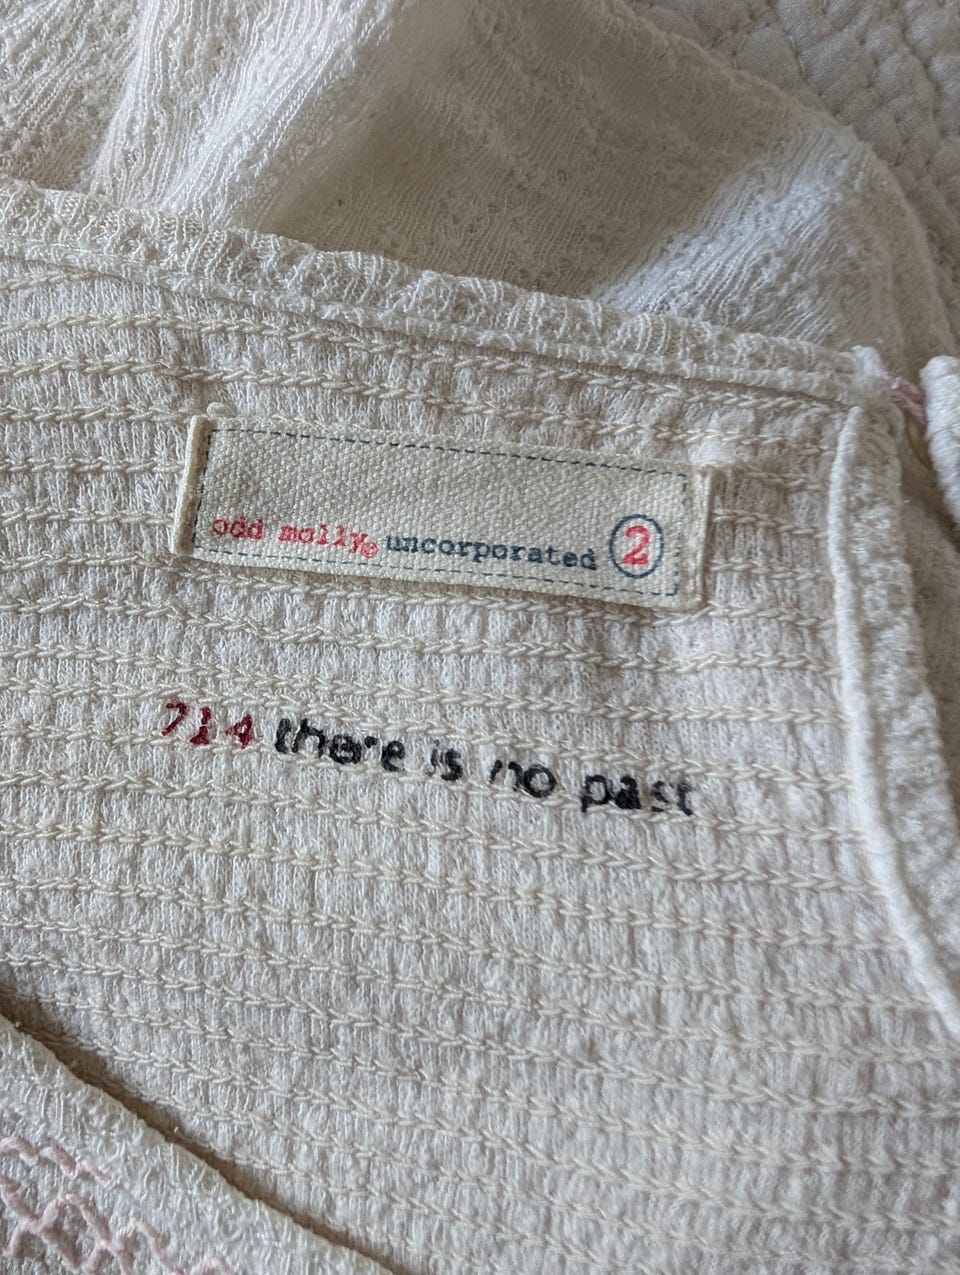 odd molly® uncorporated 2
714 there is no past